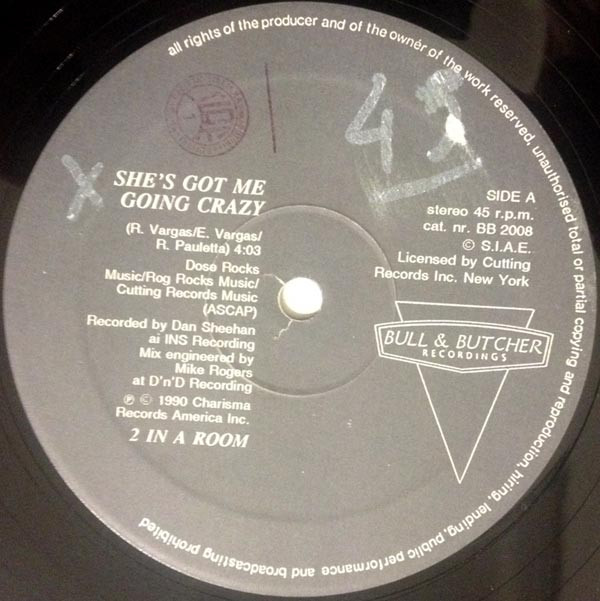 all rights of the producer and of the ownér of the work reserved, unauthorised total or partial copying and reproduction, hiring, lending, public performance and broadcasting prohibited
X
SHE'S GOT ME
GOING CRAZY
(R. Vargas/E. Vargas/
R. Pauletta) 4:03
Dose Rocks
Music/Rog Rocks Music/
Cutting Records Music
(ASCAP)
Recorded by Dan Sheehan
ai INS Recording
Mix engineered by
Mike Rogers
at D'n'D Recording
℗ © 1990 Charisma
Records America Inc.
2 IN A ROOM
SIDE A
stereo 45 r.p.m.
cat. nr. BB 2008
© S.I.A.E.
Licensed by Cutting
Records Inc. New York
BULL & BUTCHER
RECORDINGS